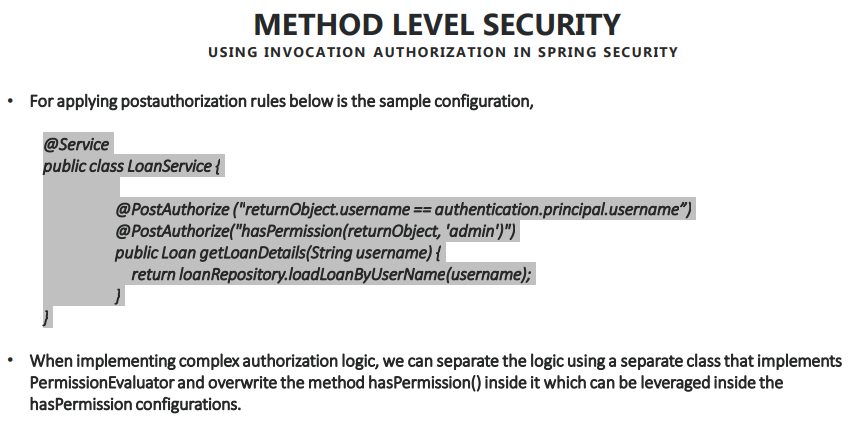 METHOD LEVEL SECURITY
USING INVOCATION AUTHORIZATION IN SPRING SECURITY
• For applying postauthorization rules below is the sample configuration,
@Service
public class LoanService {
@PostAuthorize ("returnObject.username == authentication.principal.username”)
@PostAuthorize("hasPermission(returnObject, 'admin')")
public Loan getLoanDetails(String username) {
return loanRepository.loadLoanByUserName(username);
}
}
• When implementing complex authorization logic, we can separate the logic using a separate class that implements
PermissionEvaluator and overwrite the method hasPermission() inside it which can be leveraged inside the
hasPermission configurations.